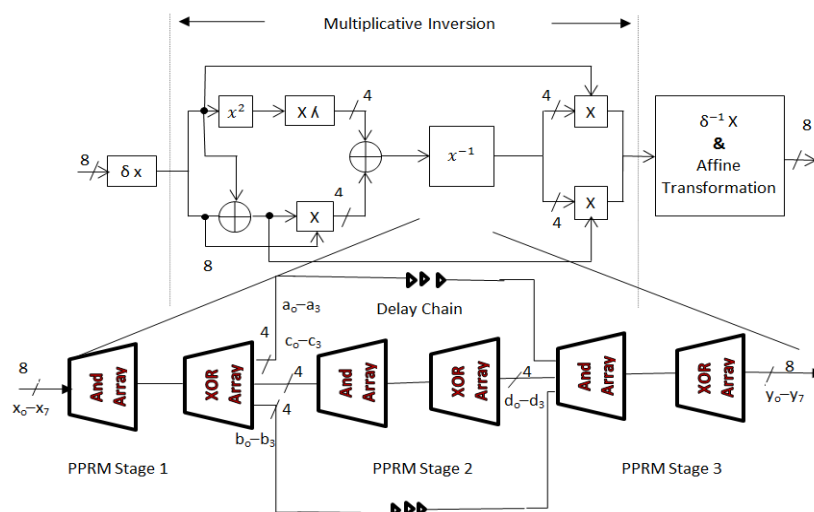 Multiplicative Inversion
x²
X ʎ
4
4
X
δ⁻¹ X
&
Affine
Transformation
8
8
δ x
x⁻¹
4
X
4
X
8
Delay Chain
a₀–a₃
4
c₀–c₃
8
And Array
XOR Array
4
And Array
XOR Array
4
And Array
XOR Array
8
x₀–x₇
4
b₀–b₃
d₀–d₃
y₀–y₇
PPRM Stage 1
PPRM Stage 2
PPRM Stage 3